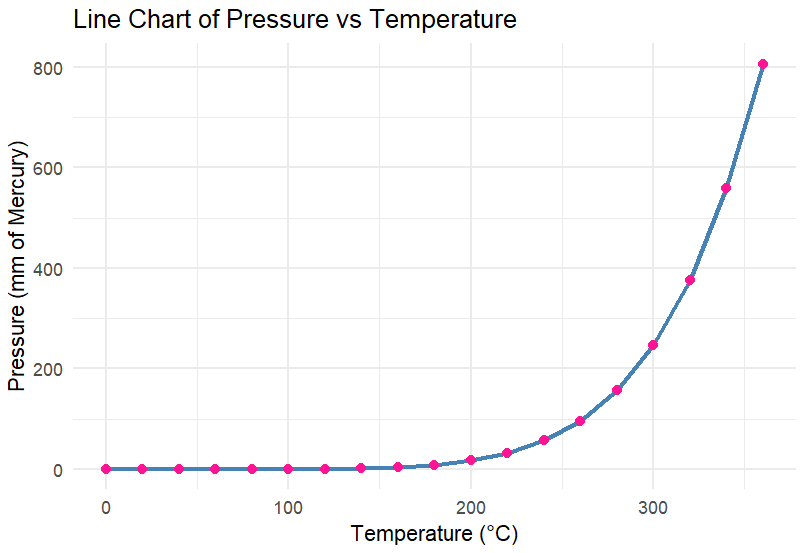 Line Chart of Pressure vs Temperature
Pressure (mm of Mercury)
800
600
400
200
0
0 100 200 300
Temperature (°C)